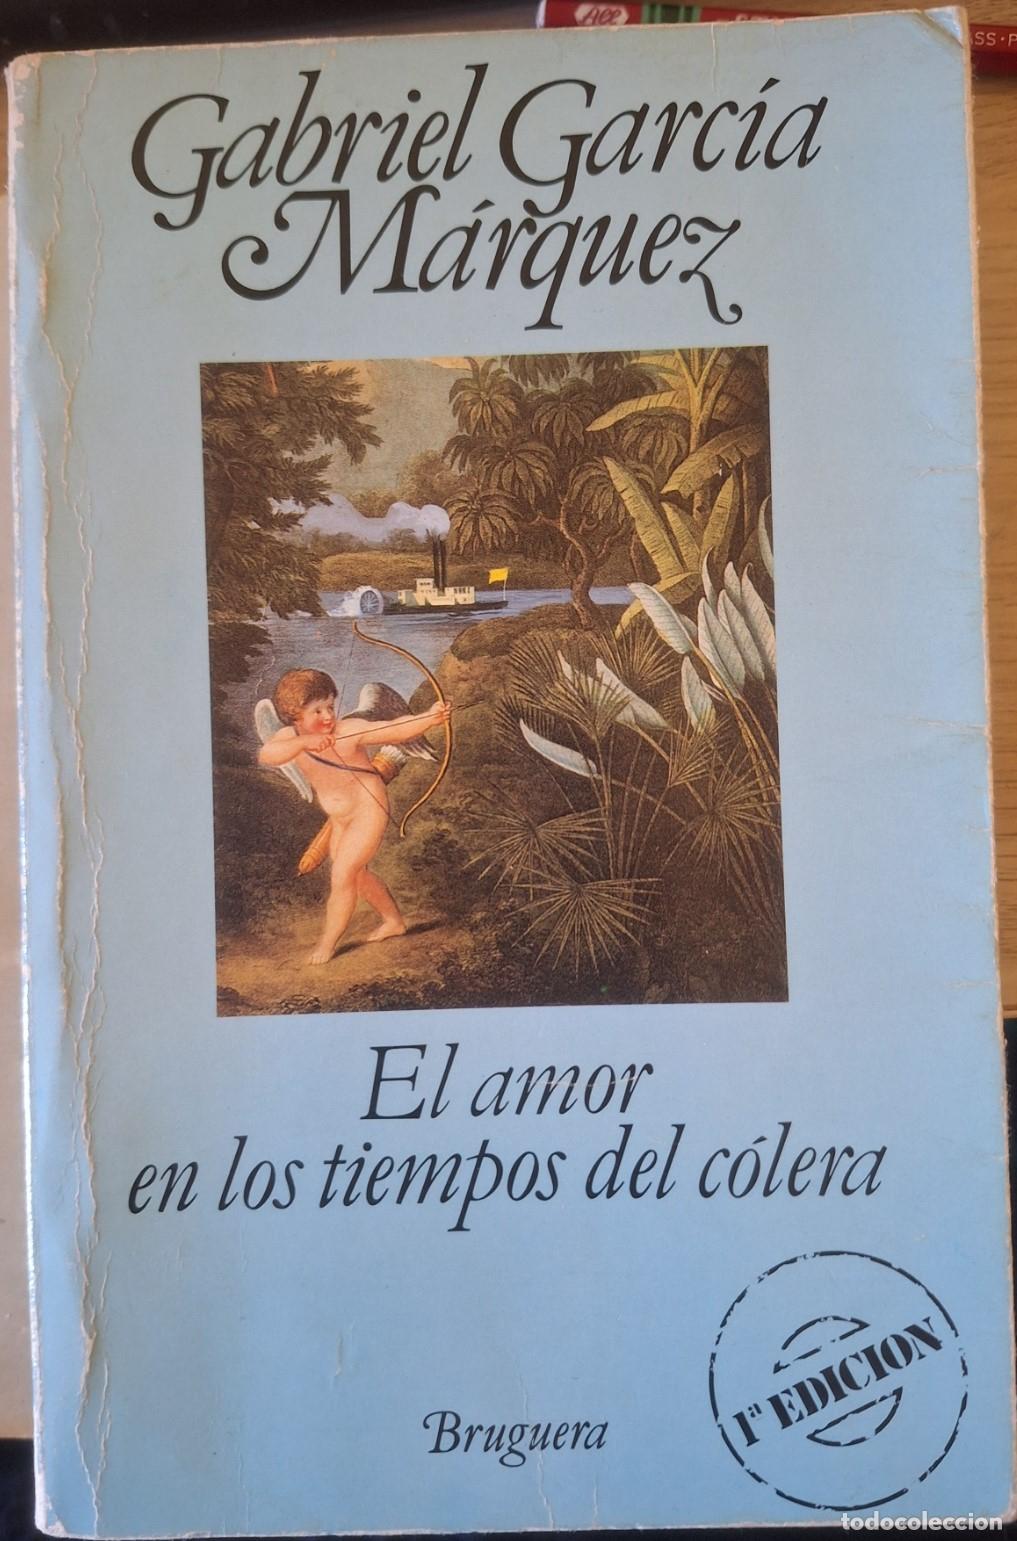 Gabriel García
Márquez
El amor
en los tiempos del cólera
Bruguera
1ª EDICION
todocoleccion